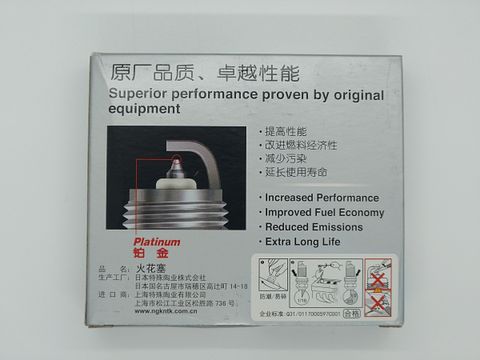 原厂品质、卓越性能
Superior performance proven by original
equipment
・提高性能
・改进燃料经济性
・减少污染
・延长使用寿命
・Increased Performance
・Improved Fuel Economy
・Reduced Emissions
・Extra Long Life
Platinum
铂金
品 名：火花塞
生产工厂：日本特殊陶业株式会社
日本国名古屋市瑞穗区高辻町 14-18
进 口 商：上海特殊陶业有限公司
上海市松江工业区松胜路 736 号
www.ngkntk.com.cn
防潮/易碎
合格
企业标准:Q31/0117000597C001